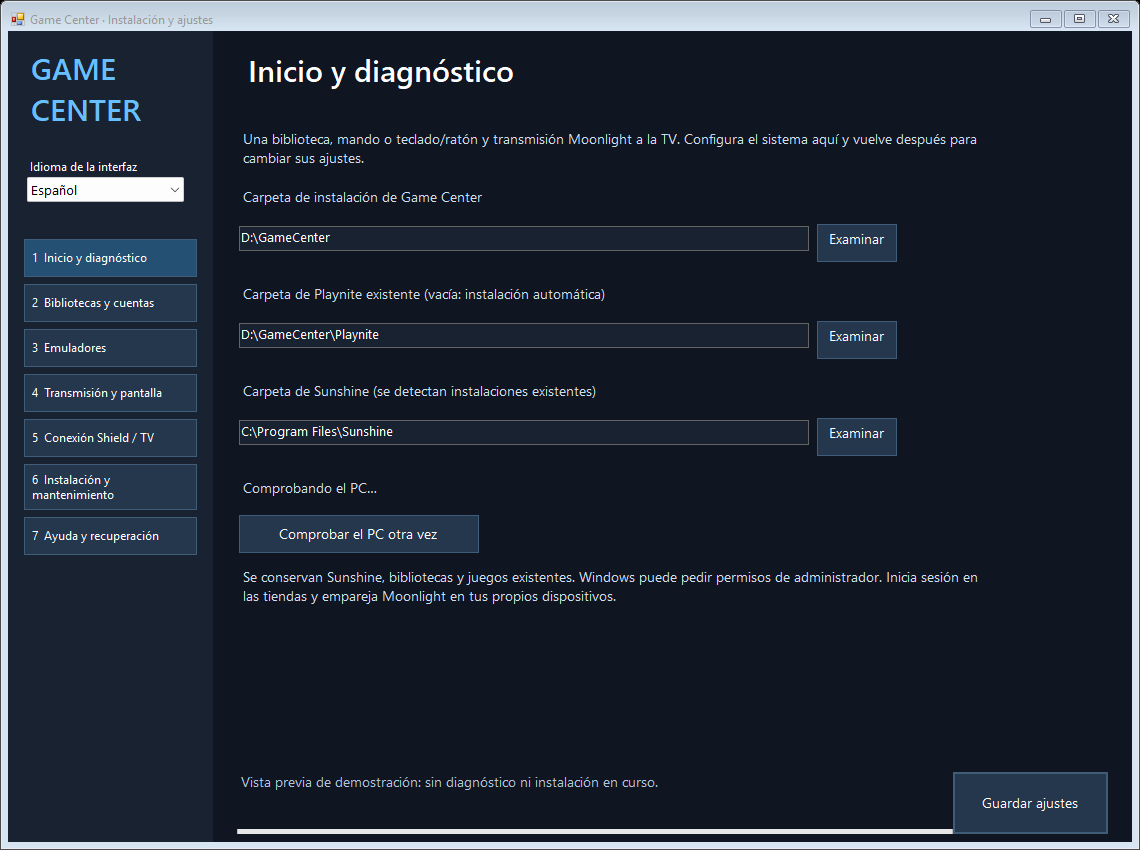 Game Center · Instalación y ajustes
GAME
CENTER
Idioma de la interfaz
Español
1 Inicio y diagnóstico
2 Bibliotecas y cuentas
3 Emuladores
4 Transmisión y pantalla
5 Conexión Shield / TV
6 Instalación y
mantenimiento
7 Ayuda y recuperación
Inicio y diagnóstico
Una biblioteca, mando o teclado/ratón y transmisión Moonlight a la TV. Configura el sistema aquí y vuelve después para
cambiar sus ajustes.
Carpeta de instalación de Game Center
D:\GameCenter
Examinar
Carpeta de Playnite existente (vacía: instalación automática)
D:\GameCenter\Playnite
Examinar
Carpeta de Sunshine (se detectan instalaciones existentes)
C:\Program Files\Sunshine
Examinar
Comprobando el PC...
Comprobar el PC otra vez
Se conservan Sunshine, bibliotecas y juegos existentes. Windows puede pedir permisos de administrador. Inicia sesión en
las tiendas y empareja Moonlight en tus propios dispositivos.
Vista previa de demostración: sin diagnóstico ni instalación en curso.
Guardar ajustes